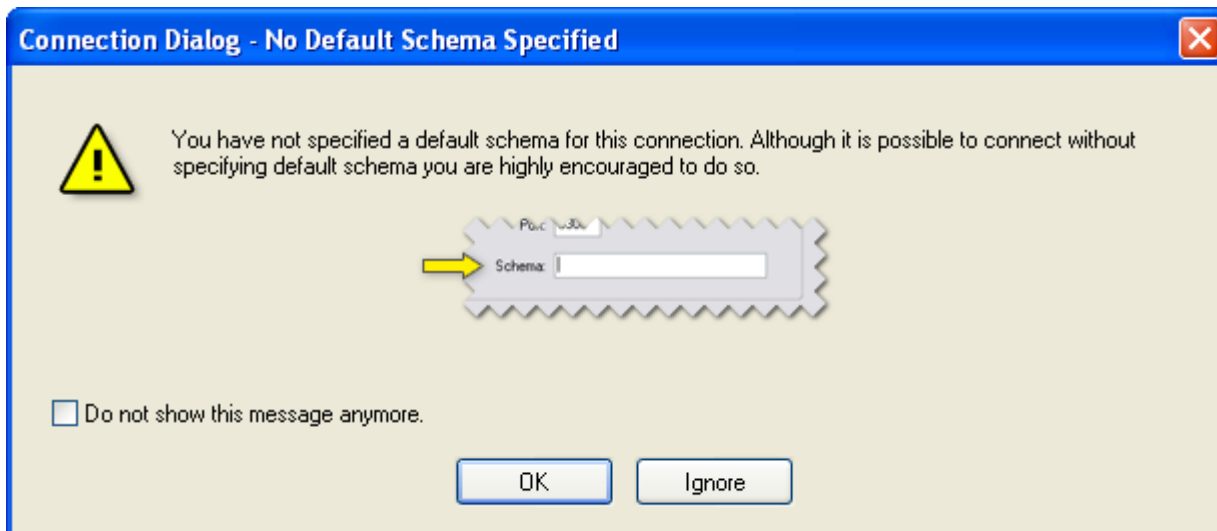 Connection Dialog - No Default Schema Specified
You have not specified a default schema for this connection. Although it is possible to connect without
specifying default schema you are highly encouraged to do so.
Schema:
Do not show this message anymore.
OK
Ignore